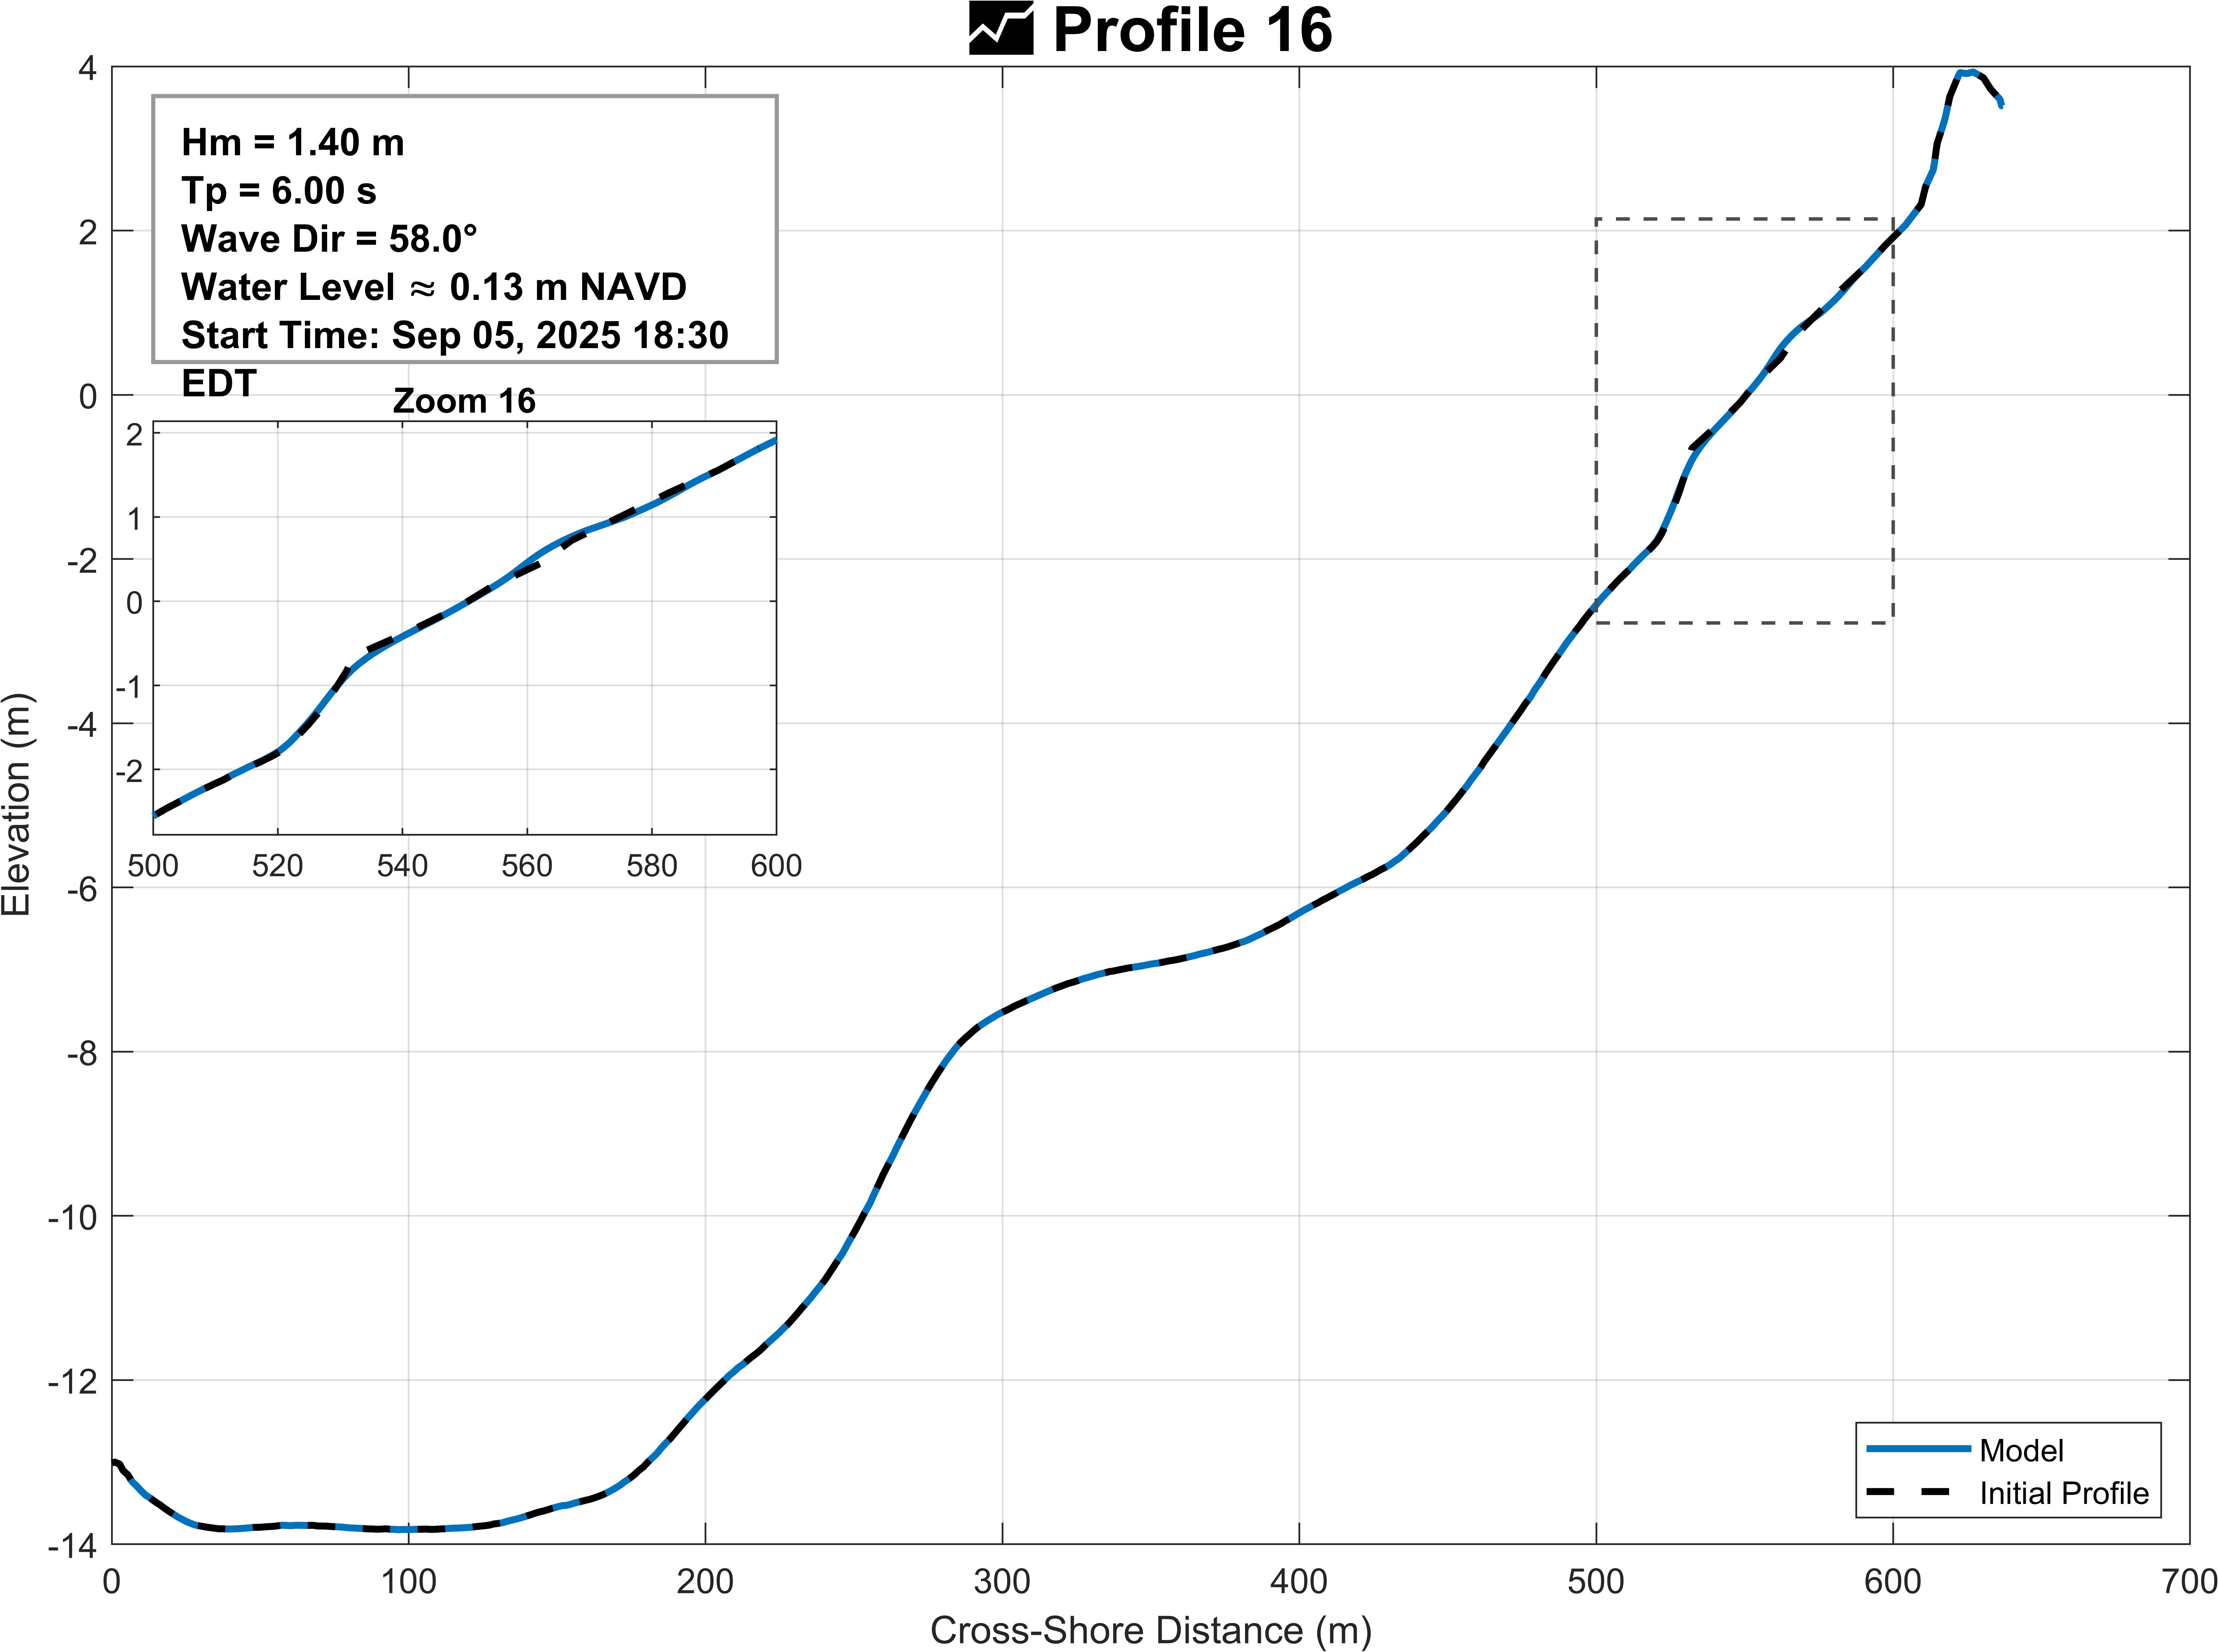 Profile 16
Hm = 1.40 m
Tp = 6.00 s
Wave Dir = 58.0°
Water Level ≈ 0.13 m NAVD
Start Time: Sep 05, 2025 18:30
EDT
Zoom 16
2
1
0
-1
-2
500 520 540 560 580 600
4
2
0
-2
-4
-6
-8
-10
-12
-14
Elevation (m)
Model
Initial Profile
0 100 200 300 400 500 600 700
Cross-Shore Distance (m)